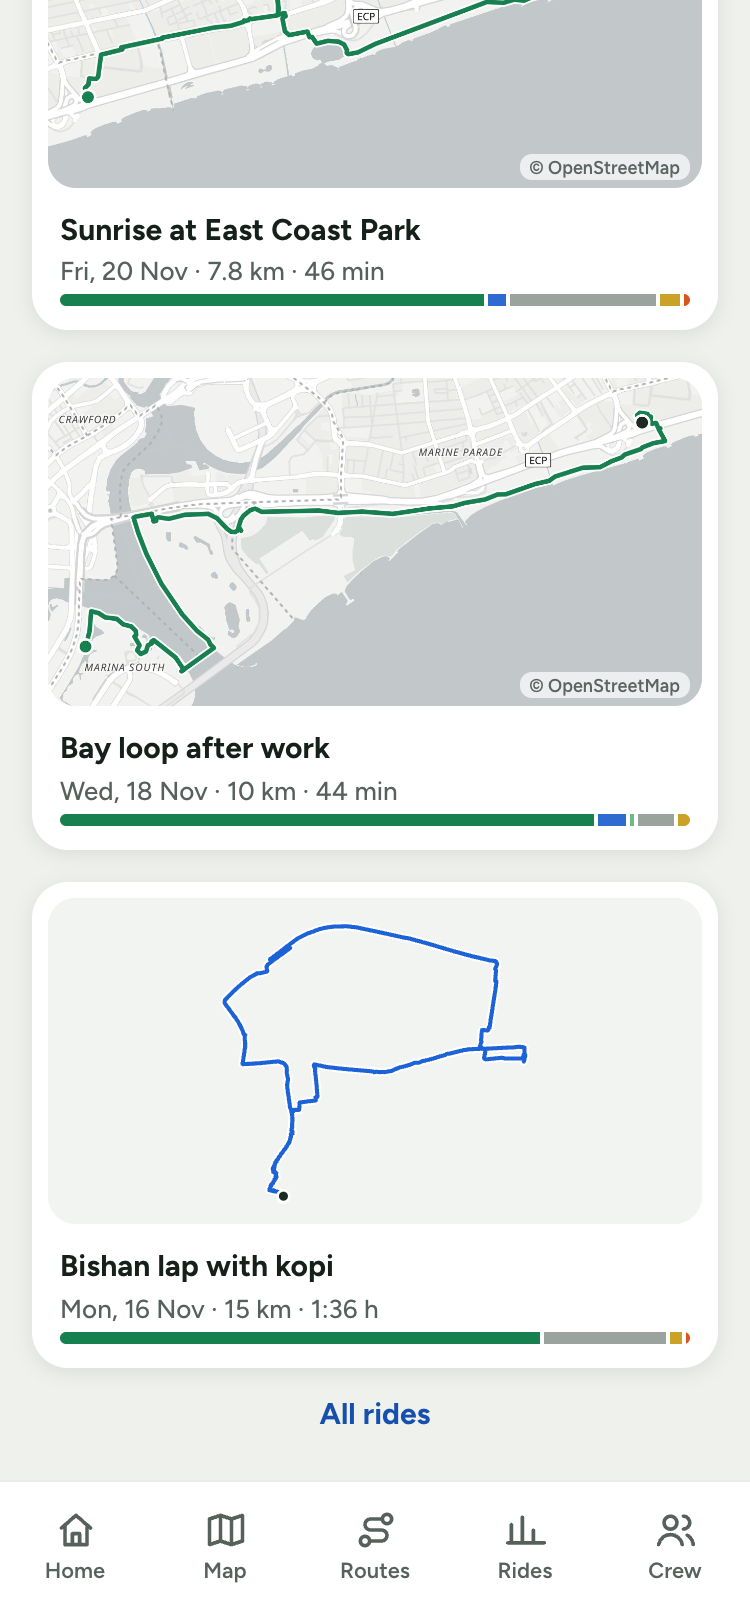 ECP
© OpenStreetMap
Sunrise at East Coast Park
Fri, 20 Nov · 7.8 km · 46 min
CRAWFORD
MARINE PARADE
ECP
MARINA SOUTH
© OpenStreetMap
Bay loop after work
Wed, 18 Nov · 10 km · 44 min
Bishan lap with kopi
Mon, 16 Nov · 15 km · 1:36 h
All rides
Home Map Routes Rides Crew